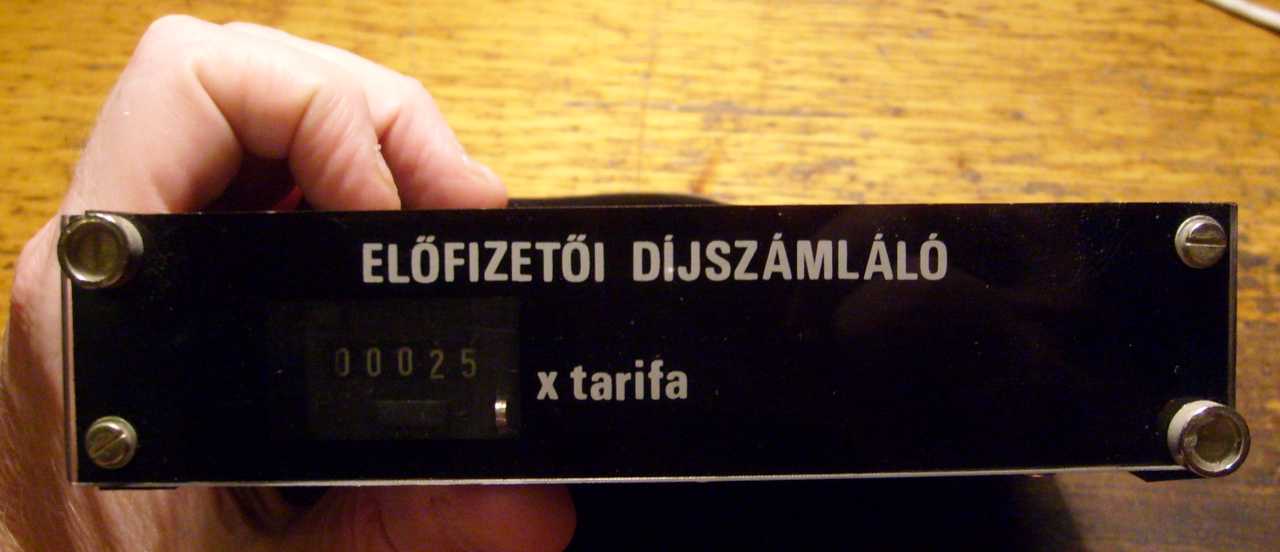 ELŐFIZETŐI DÍJSZÁMLÁLÓ
00025
x tarifa